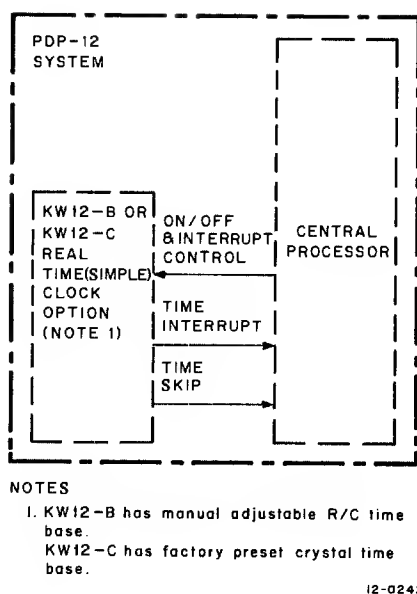 PDP-12
SYSTEM
KW12-B OR
KW12-C
REAL
TIME(SIMPLE)
CLOCK
OPTION
(NOTE 1)
ON/OFF
& INTERRUPT
CONTROL
TIME
INTERRUPT
TIME
SKIP
CENTRAL
PROCESSOR
NOTES
1. KW12-B has manual adjustable R/C time
base.
KW12-C has factory preset crystal time
base.